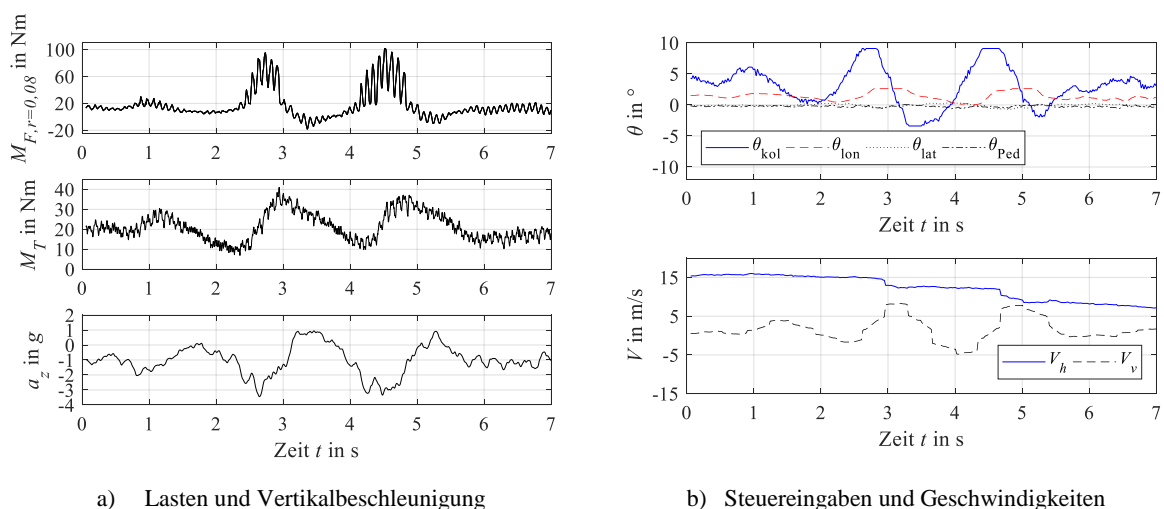 M_{F,r=0,08} in Nm
100
60
20
-20
0 1 2 3 4 5 6 7
M_T in Nm
40
30
20
10
0
0 1 2 3 4 5 6 7
a_z in g
2
1
0
-1
-2
-3
-4
0 1 2 3 4 5 6 7
Zeit t in s
a) Lasten und Vertikalbeschleunigung
θ in °
10
5
0
-5
-10
θ_kol θ_lon θ_lat θ_Ped
0 1 2 3 4 5 6 7
Zeit t in s
V in m/s
15
5
-5
-15
V_h V_v
0 1 2 3 4 5 6 7
Zeit t in s
b) Steuereingaben und Geschwindigkeiten